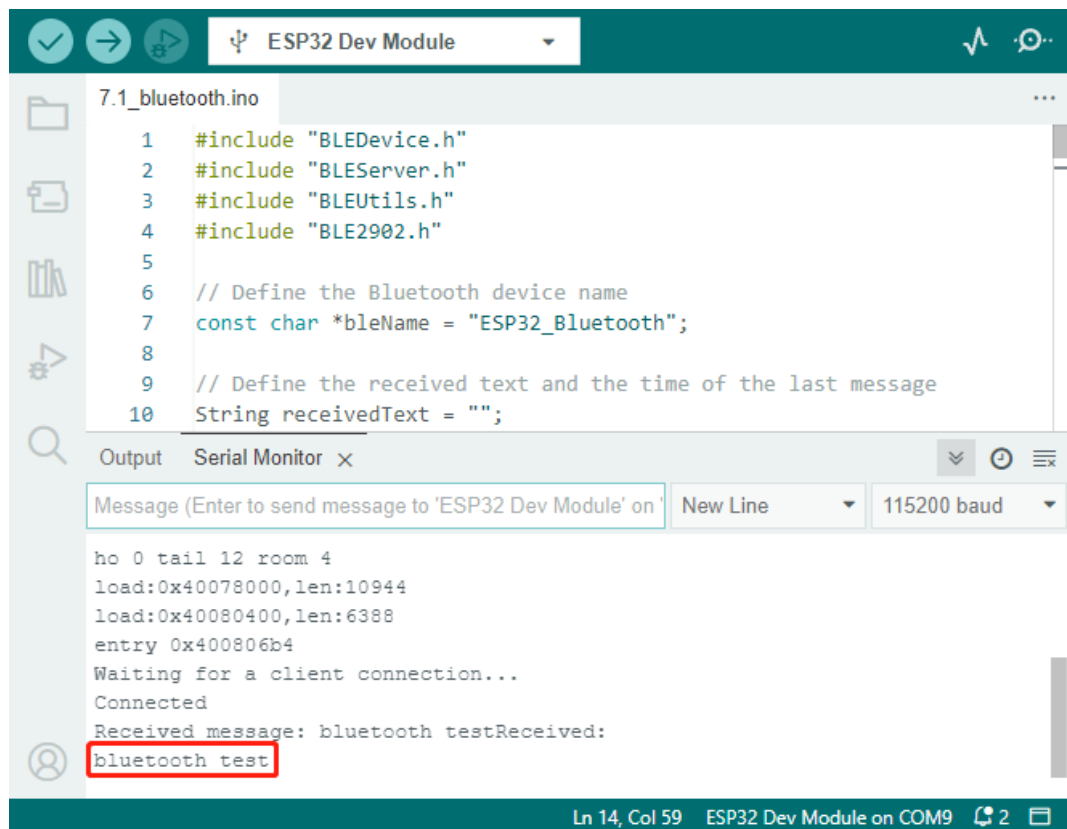 ESP32 Dev Module
7.1_bluetooth.ino
1 #include "BLEDevice.h"
2 #include "BLEServer.h"
3 #include "BLEUtils.h"
4 #include "BLE2902.h"
5
6 // Define the Bluetooth device name
7 const char *bleName = "ESP32_Bluetooth";
8
9 // Define the received text and the time of the last message
10 String receivedText = "";
Output Serial Monitor
Message (Enter to send message to 'ESP32 Dev Module' on ' New Line 115200 baud
ho 0 tail 12 room 4
load:0x40078000,len:10944
load:0x40080400,len:6388
entry 0x400806b4
Waiting for a client connection...
Connected
Received message: bluetooth testReceived:
bluetooth test
Ln 14, Col 59 ESP32 Dev Module on COM9 2